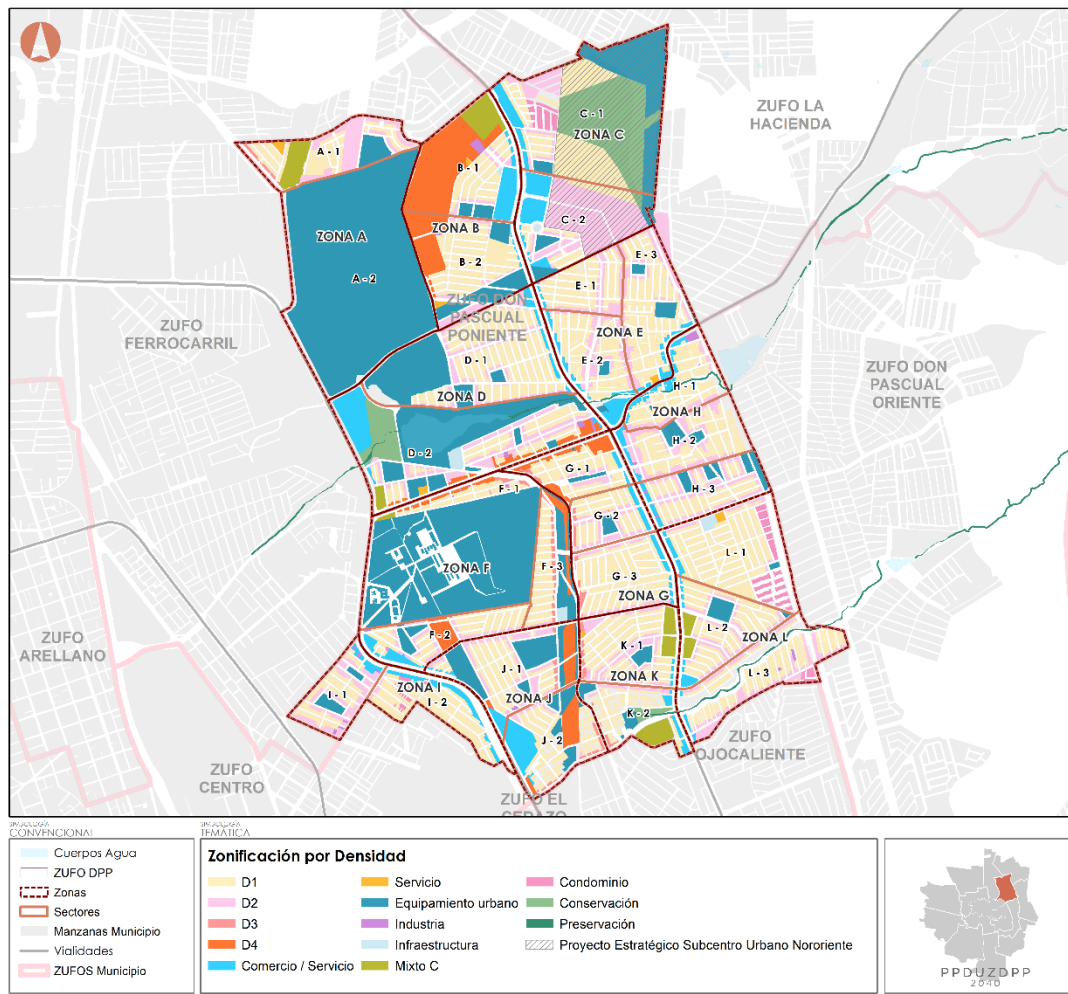 ZUFO LA
HACIENDA
A - 1
C - 1
ZONA C
B - 1
ZONA A
ZONA B
C - 2
A - 2
B - 2
E - 3
E - 1
ZUFO DON
PASCUAL
PONIENTE
ZUFO
FERROCARRIL
ZONA E
D - 1
E - 2
ZUFO DON
PASCUAL
ORIENTE
ZONA D
H - 1
ZONA H
D - 2
H - 2
G - 1
F - 1
H - 3
G - 2
L - 1
ZONA F
F - 3
G - 3
ZONA G
F - 2
L - 2
ZONA L
ZUFO
ARELLANO
K - 1
J - 1
ZONA K
L - 3
ZONA I
I - 1
I - 2
ZONA J
K - 2
J - 2
ZUFO
OJOCALIENTE
ZUFO
CENTRO
ZUFO EL
CERAZO
CONVENCIONAL
Cuerpos Agua
ZUFO DPP
Zonas
Sectores
Manzanas Municipio
Vialidades
ZUFOS Municipio
TEMÁTICA
Zonificación por Densidad
D1
D2
D3
D4
Comercio / Servicio
Servicio
Equipamiento urbano
Industria
Infraestructura
Mixto C
Condominio
Conservación
Preservación
Proyecto Estratégico Subcentro Urbano Nororiente
PPDUZDPP
2040